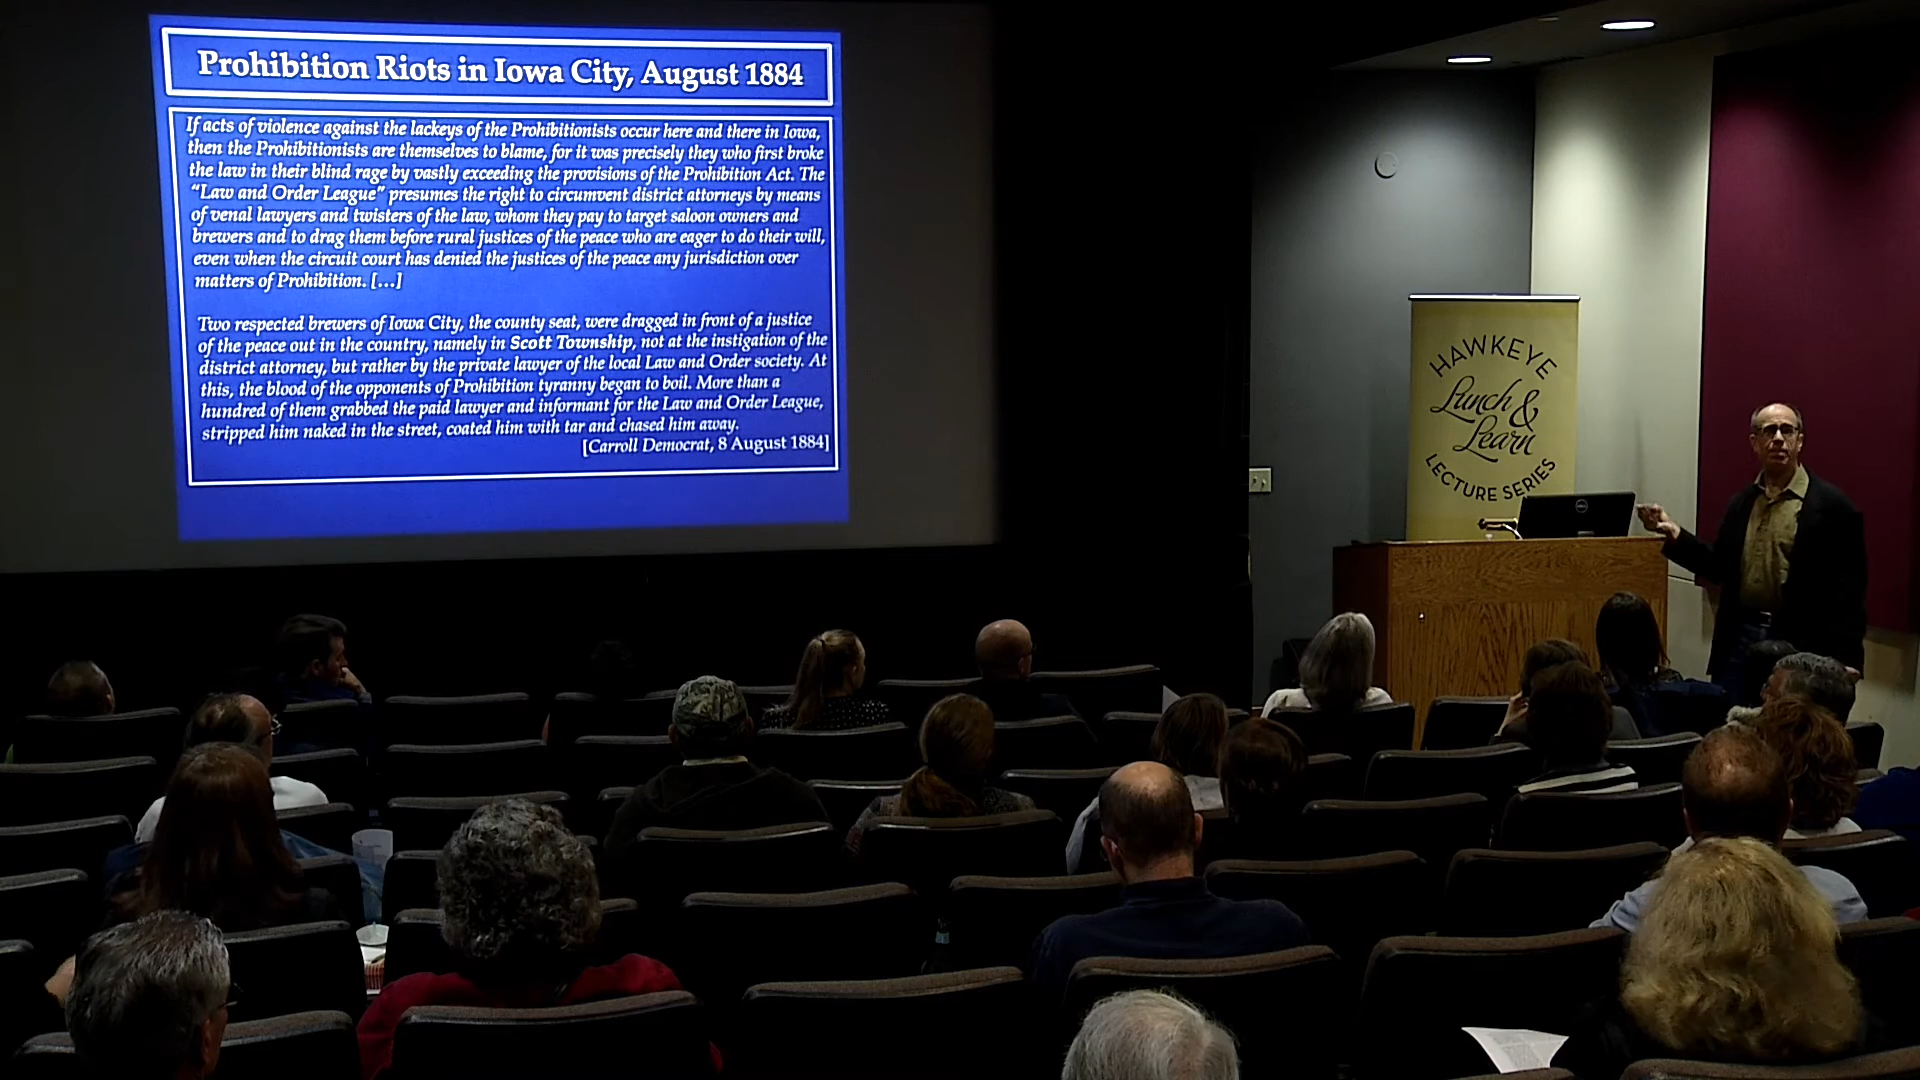 Prohibition Riots in Iowa City, August 1884
If acts of violence against the lackeys of the Prohibitionists occur here and there in Iowa,
then the Prohibitionists are themselves to blame, for it was precisely they who first broke
the law in their blind rage by vastly exceeding the provisions of the Prohibition Act. The
“Law and Order League” presumes the right to circumvent district attorneys by means
of venal lawyers and twisters of the law, whom they pay to target saloon owners and
brewers and to drag them before rural justices of the peace who are eager to do their will,
even when the circuit court has denied the justices of the peace any jurisdiction over
matters of Prohibition. […]
Two respected brewers of Iowa City, the county seat, were dragged in front of a justice
of the peace out in the country, namely in Scott Township, not at the instigation of the
district attorney, but rather by the private lawyer of the local Law and Order society. At
this, the blood of the opponents of Prohibition tyranny began to boil. More than a
hundred of them grabbed the paid lawyer and informant for the Law and Order League,
stripped him naked in the street, coated him with tar and chased him away.
[Carroll Democrat, 8 August 1884]
HAWKEYE
Lunch &
Learn
LECTURE SERIES
DELL